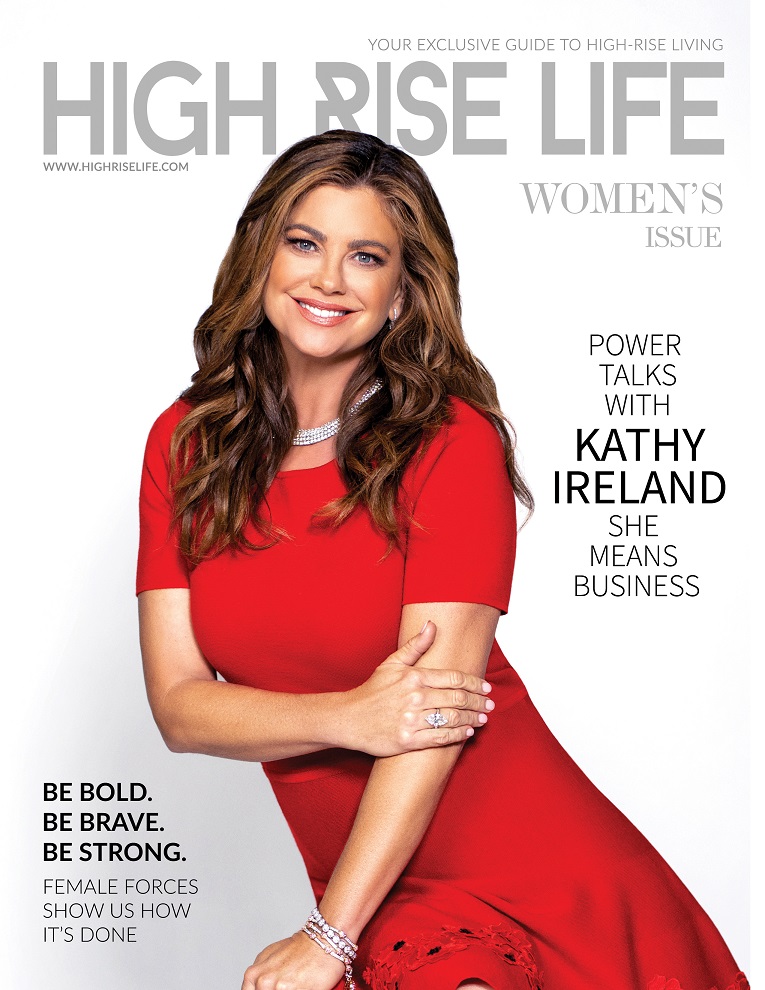 YOUR EXCLUSIVE GUIDE TO HIGH-RISE LIVING
HIGH RISE LIFE
WWW.HIGHRISELIFE.COM
WOMEN'S
ISSUE
POWER
TALKS
WITH
KATHY
IRELAND
SHE
MEANS
BUSINESS
BE BOLD.
BE BRAVE.
BE STRONG.
FEMALE FORCES
SHOW US HOW
IT'S DONE